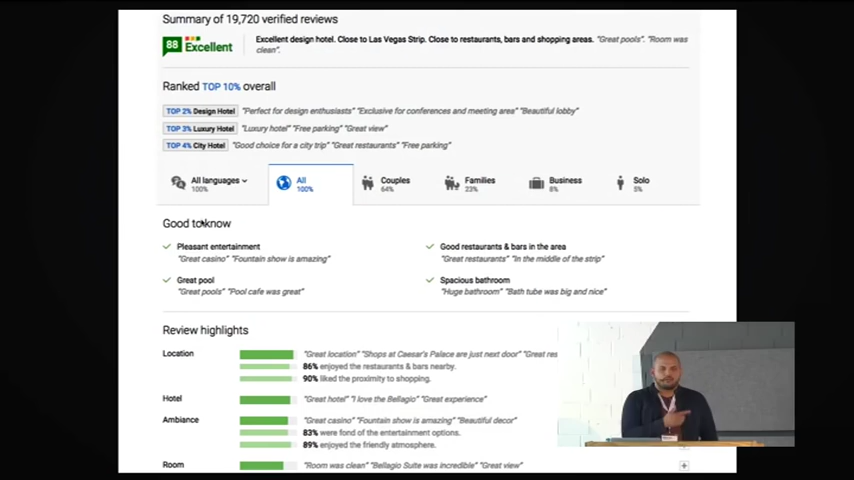 Summary of 19,720 verified reviews
88 Excellent
Excellent design hotel. Close to Las Vegas Strip. Close to restaurants, bars and shopping areas. "Great pools". "Room was
clean".
Ranked TOP 10% overall
TOP 2% Design Hotel "Perfect for design enthusiasts" "Exclusive for conferences and meeting area" "Beautiful lobby"
TOP 3% Luxury Hotel "Luxury hotel" "Free parking" "Great view"
TOP 4% City Hotel "Good choice for a city trip" "Great restaurants" "Free parking"
All languages
100%
All
100%
Couples
64%
Families
23%
Business
8%
Solo
5%
Good to know
Pleasant entertainment
"Great casino" "Fountain show is amazing"
Good restaurants & bars in the area
"Great restaurants" "In the middle of the strip"
Great pool
"Great pools" "Pool cafe was great"
Spacious bathroom
"Huge bathroom" "Bath tube was big and nice"
Review highlights
Location "Great location" "Shops at Caesar's Palace are just next door" "Great res
86% enjoyed the restaurants & bars nearby.
90% liked the proximity to shopping.
Hotel "Great hotel" "I love the Bellagio" "Great experience"
Ambiance "Great casino" "Fountain show is amazing" "Beautiful decor"
83% were fond of the entertainment options.
89% enjoyed the friendly atmosphere.
Room "Room was clean" "Bellagio Suite was incredible" "Great view"